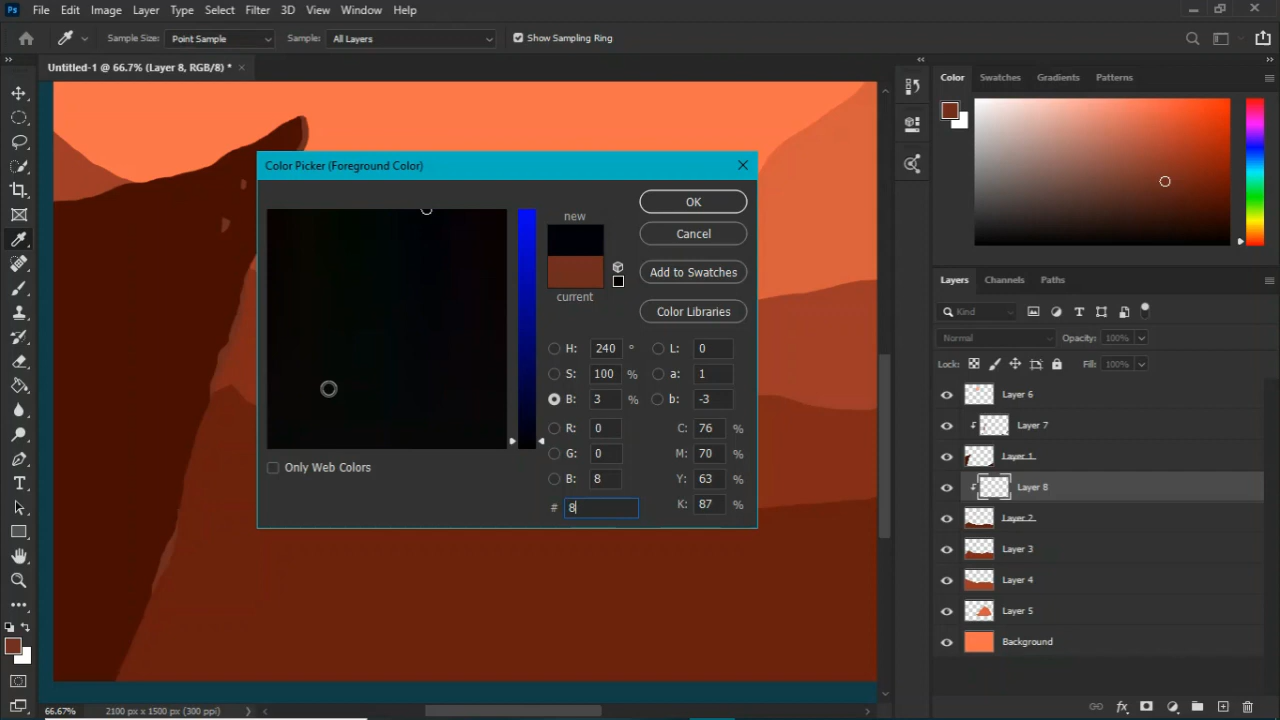 Ps File Edit Image Layer Type Select Filter 3D View Window Help
Sample Size: Point Sample Sample: All Layers Show Sampling Ring
Untitled-1 @ 66.7% (Layer 8, RGB/8) *
Color Swatches Gradients Patterns
Color Picker (Foreground Color)
new
current
OK
Cancel
Add to Swatches
Color Libraries
H: 240 ° L: 0
S: 100 % a: 1
B: 3 % b: -3
R: 0 C: 76 %
G: 0 M: 70 %
B: 8 Y: 63 %
# 8 K: 87 %
Only Web Colors
Layers Channels Paths
Kind
Normal Opacity: 100%
Lock: Fill: 100%
Layer 6
Layer 7
Layer 1
Layer 8
Layer 2
Layer 3
Layer 4
Layer 5
Background
66.67% 2100 px x 1500 px (300 ppi)